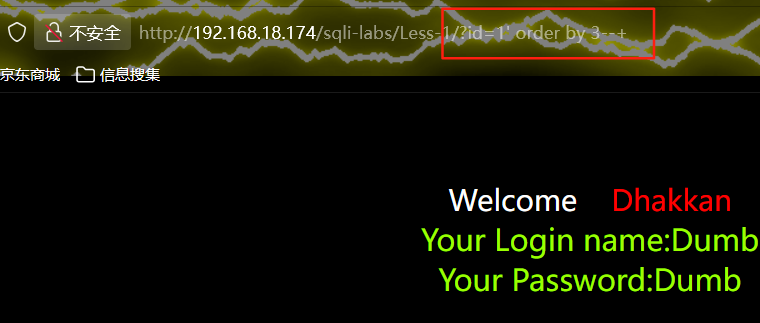 不安全 http://192.168.18.174/sqli-labs/Less-1/?id=1' order by 3--+
京东商城 信息搜集
Welcome Dhakkan
Your Login name:Dumb
Your Password:Dumb